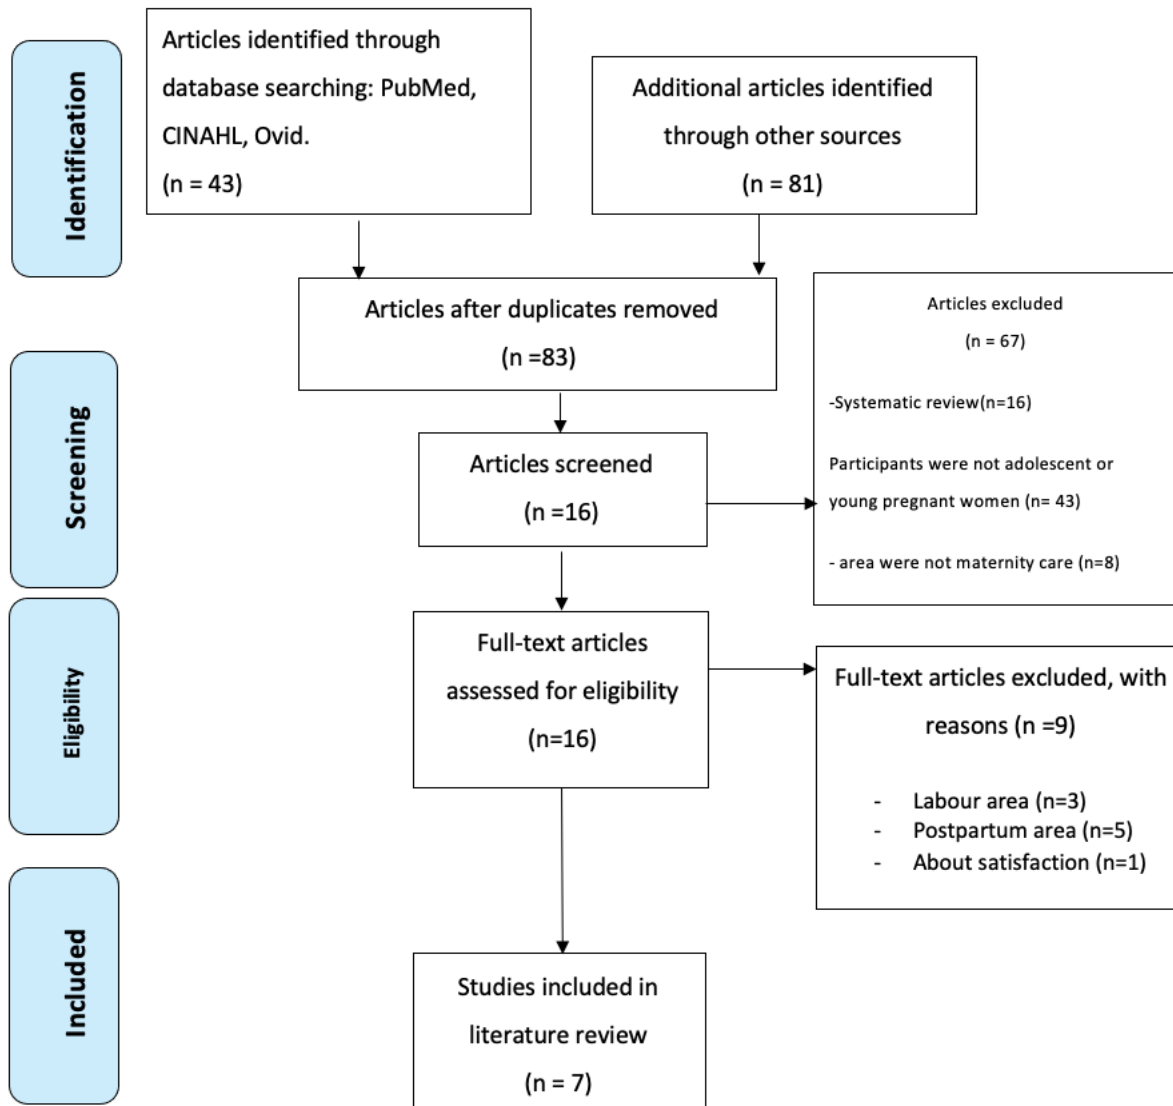 Identification
Articles identified through
database searching: PubMed,
CINAHL, Ovid.
(n = 43)
Additional articles identified
through other sources
(n = 81)
Articles after duplicates removed
(n =83)
Screening
Articles screened
(n =16)
Articles excluded
(n = 67)
-Systematic review(n=16)
Participants were not adolescent or
young pregnant women (n= 43)
- area were not maternity care (n=8)
Eligibility
Full-text articles
assessed for eligibility
(n=16)
Full-text articles excluded, with
reasons (n =9)
- Labour area (n=3)
- Postpartum area (n=5)
- About satisfaction (n=1)
Included
Studies included in
literature review
(n = 7)